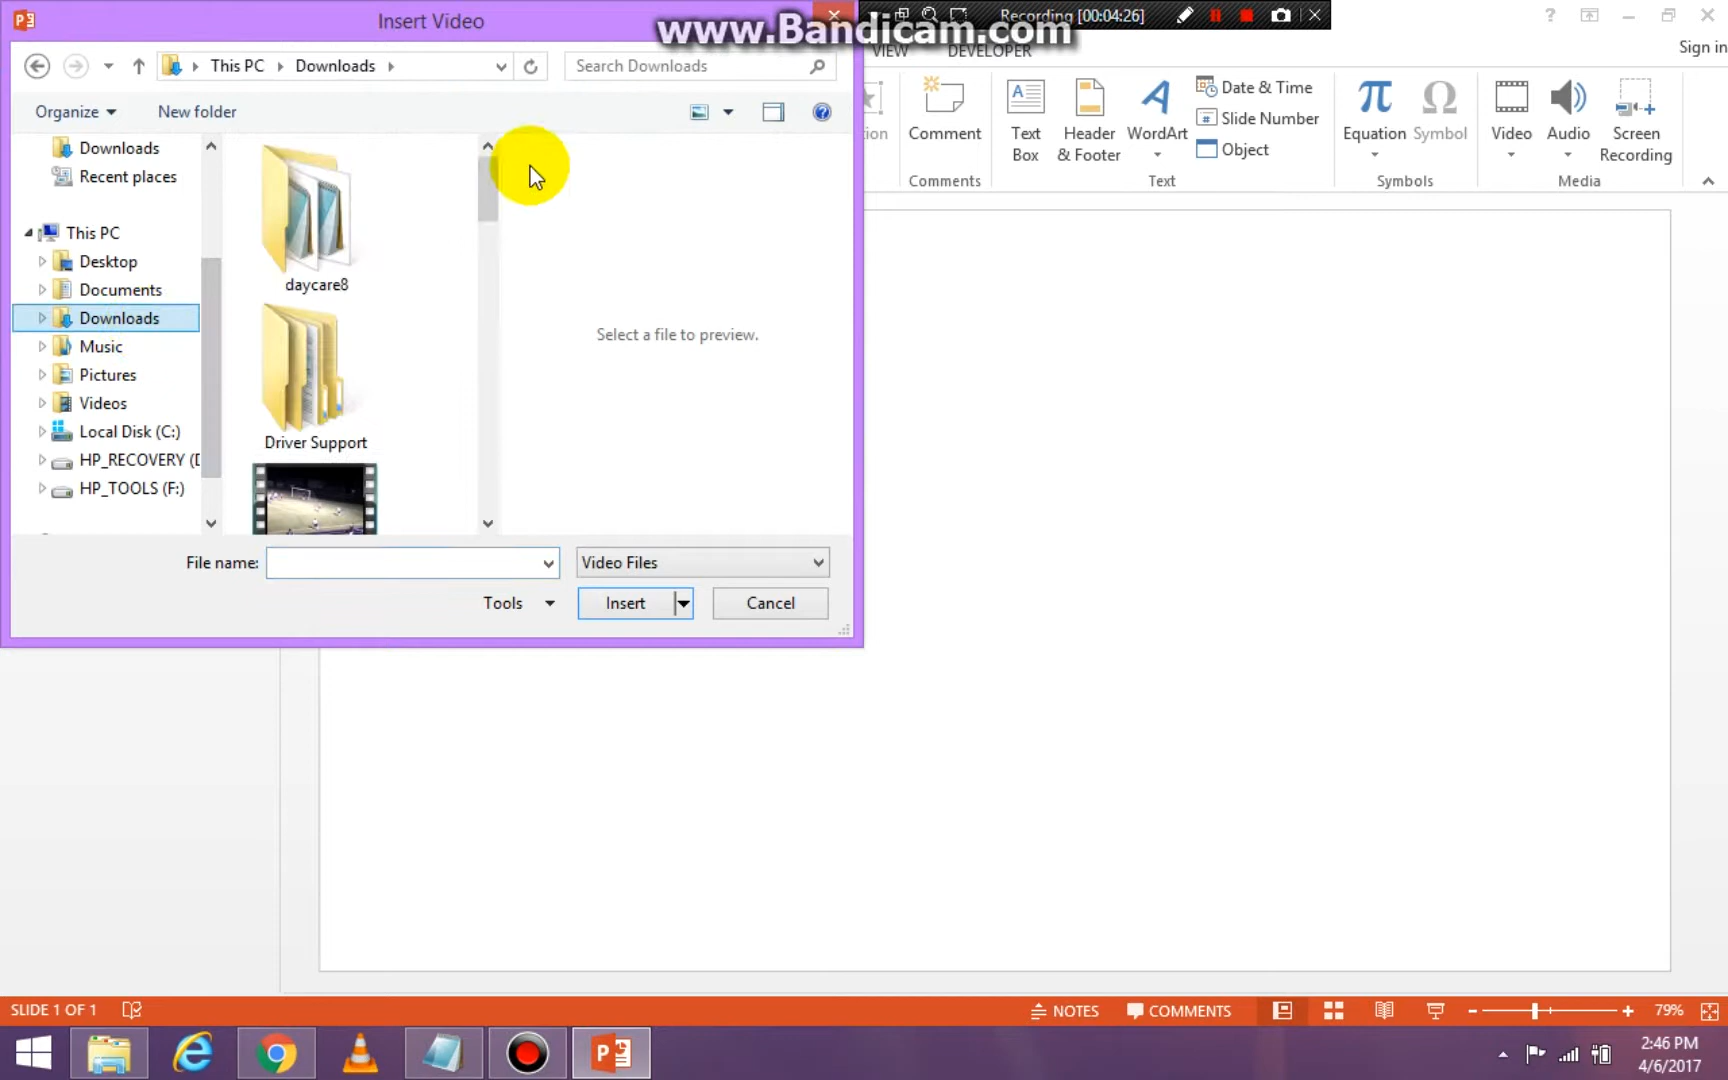 Insert Video
www.Bandicam.com
Recording [00:04:26]
VIEW
DEVELOPER
Sign in
This PC
Downloads
Search Downloads
Organize
New folder
Downloads
Recent places
This PC
Desktop
Documents
Downloads
Music
Pictures
Videos
Local Disk (C:)
HP_RECOVERY (
HP_TOOLS (F:)
daycare8
Driver Support
Select a file to preview.
File name:
Video Files
Tools
Insert
Cancel
Comment
Comments
Text
Box
Header
& Footer
WordArt
Date & Time
Slide Number
Object
Text
Equation
Symbol
Symbols
Video
Audio
Screen
Recording
Media
SLIDE 1 OF 1
NOTES
COMMENTS
79%
2:46 PM
4/6/2017